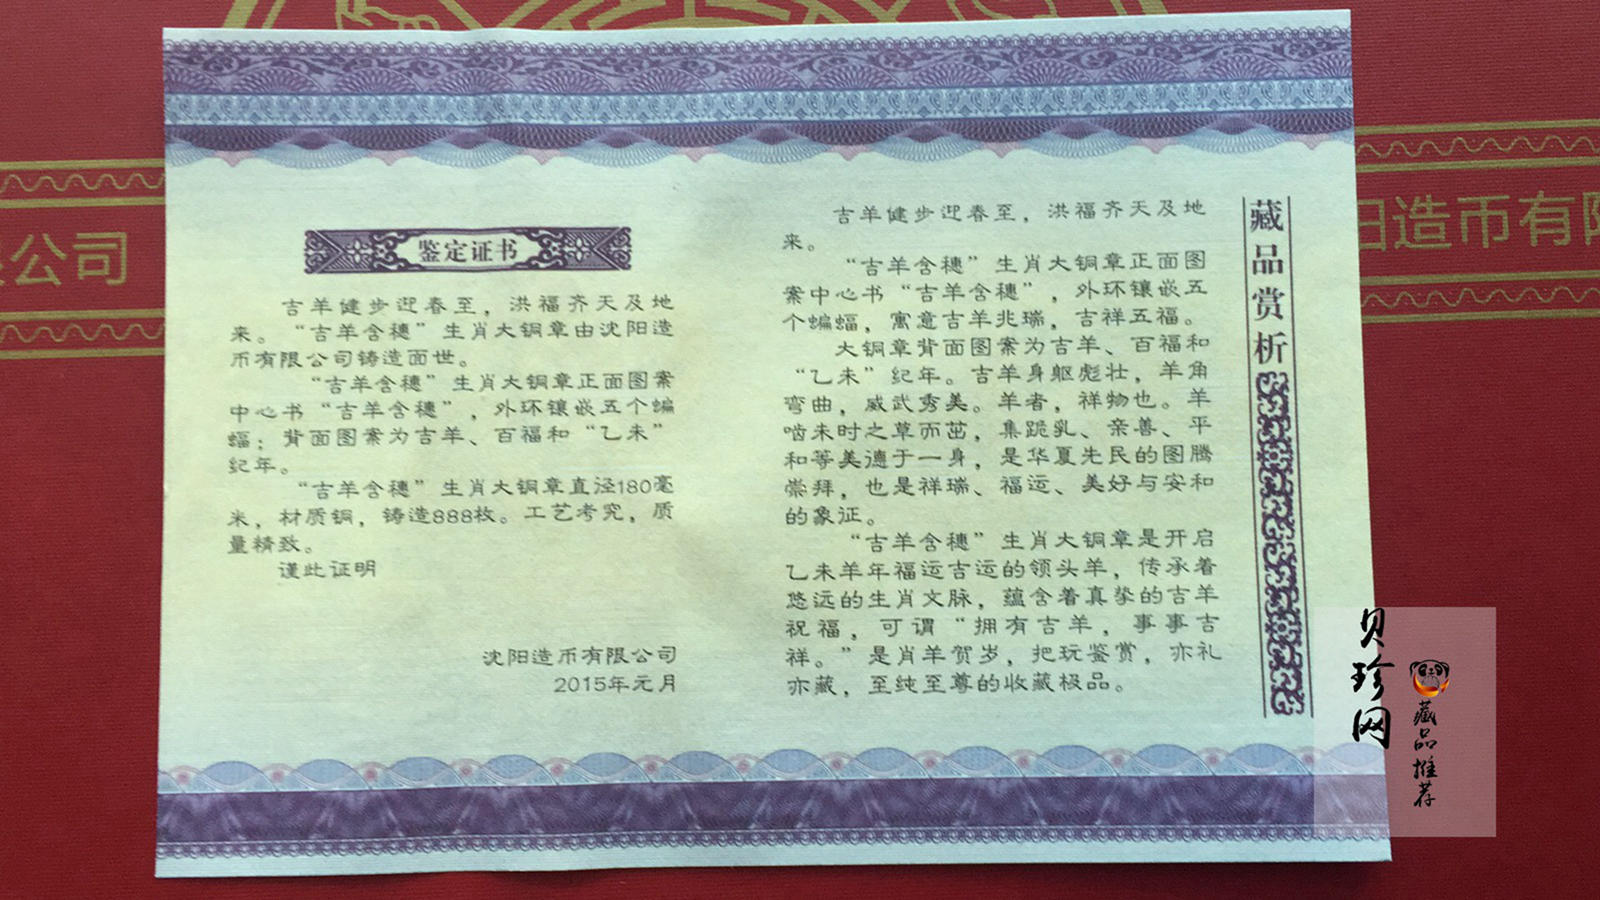 鉴定证书
吉羊健步迎春至，洪福齐天及地
来。“吉羊含穗”生肖大铜章由沈阳造
币有限公司铸造面世。
“吉羊含穗”生肖大铜章正面图案
中心书“吉羊含穗”，外环镶嵌五个蝙
蝠；背面图案为吉羊、百福和“乙未”
纪年。
“吉羊含穗”生肖大铜章直径180毫
米，材质铜，铸造888枚。工艺考究，质
量精致。
谨此证明
沈阳造币有限公司
2015年元月
藏品赏析
吉羊健步迎春至，洪福齐天及地
来。
“吉羊含穗”生肖大铜章正面图
案中心书“吉羊含穗”，外环镶嵌五
个蝙蝠，寓意吉羊兆瑞，吉祥五福。
大铜章背面图案为吉羊、百福和
“乙未”纪年。吉羊身躯彪壮，羊角
弯曲，威武秀美。羊者，祥物也。羊
啮未时之草而茁，集跪乳、亲善、平
和等美德于一身，是华夏先民的图腾
崇拜，也是祥瑞、福运、美好与安和
的象征。
“吉羊含穗”生肖大铜章是开启
乙未羊年福运吉运的领头羊，传承着
悠远的生肖文脉，蕴含着真挚的吉羊
祝福，可谓“拥有吉羊，事事吉
祥。”是肖羊贺岁，把玩鉴赏，亦礼
亦藏，至纯至尊的收藏极品。
公司
阳造币有限
贝珍网
藏品推荐